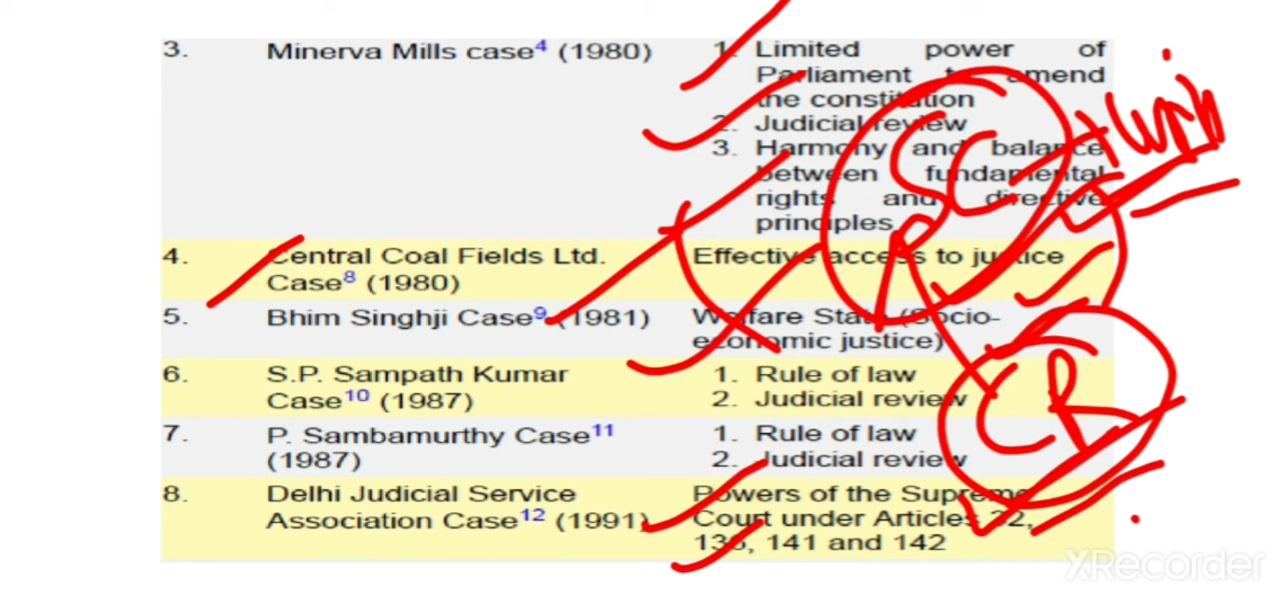 3. Minerva Mills case4 (1980) 1. Limited power of
Parliament to amend
the constitution
2. Judicial review
3. Harmony and balance
between fundamental
rights and directive
principles
4. Central Coal Fields Ltd. Effective access to justice
Case8 (1980)
5. Bhim Singhji Case9 (1981) Welfare State (Socio-
economic justice)
6. S.P. Sampath Kumar 1. Rule of law
Case10 (1987) 2. Judicial review
7. P. Sambamurthy Case11 1. Rule of law
(1987) 2. Judicial review
8. Delhi Judicial Service Powers of the Supreme
Association Case12 (1991) Court under Articles 32,
136, 141 and 142
SC
CR
XRecorder